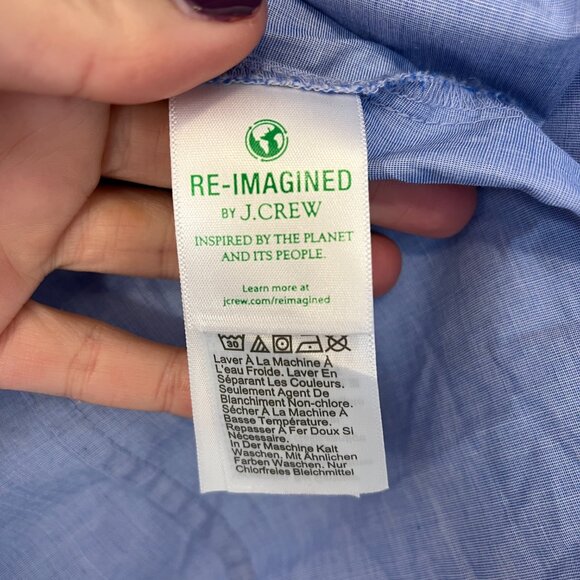 RE-IMAGINED
BY J.CREW
INSPIRED BY THE PLANET
AND ITS PEOPLE.
Learn more at
jcrew.com/reimagined
30
Laver À La Machine À
L'eau Froide. Laver En
Séparant Les Couleurs.
Seulement Agent De
Blanchiment Non-chlore.
Sécher À La Machine À
Basse Température.
Repasser À Fer Doux Si
Nécessaire.
In Der Maschine Kalt
Waschen, Mit Ähnlichen
Farben Waschen. Nur
Chlorfreies Bleichmittel